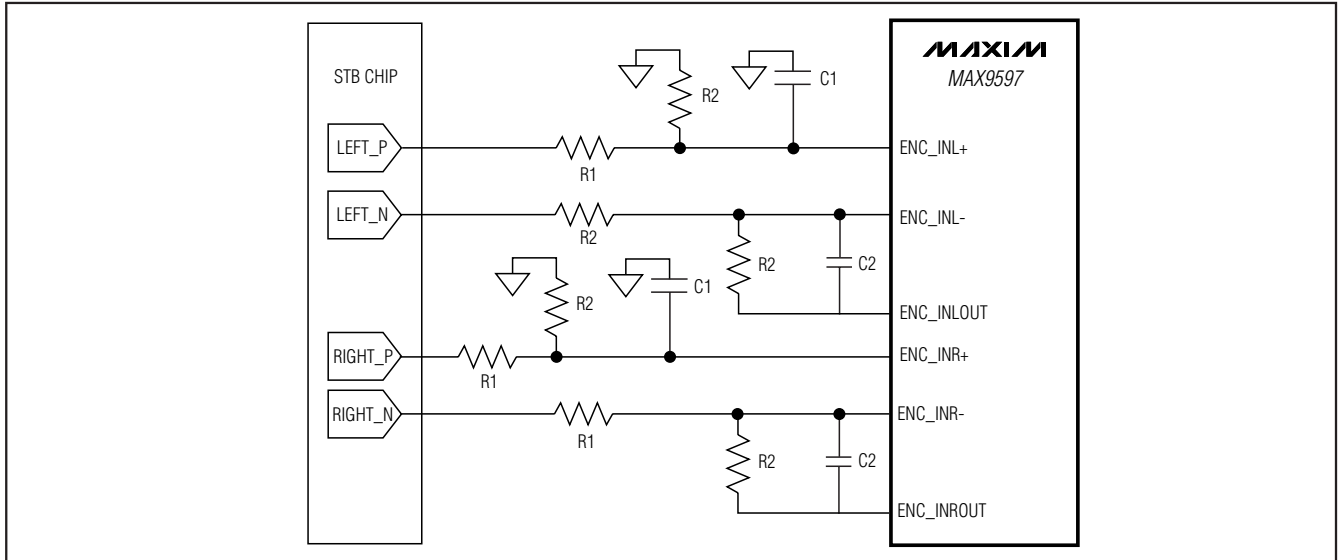 STB CHIP
MAXIM
MAX9597
R2
C1
LEFT_P
R1
ENC_INL+
LEFT_N
R2
ENC_INL-
R2
C2
R2
C1
ENC_INLOUT
RIGHT_P
R1
ENC_INR+
RIGHT_N
R1
ENC_INR-
R2
C2
ENC_INROUT